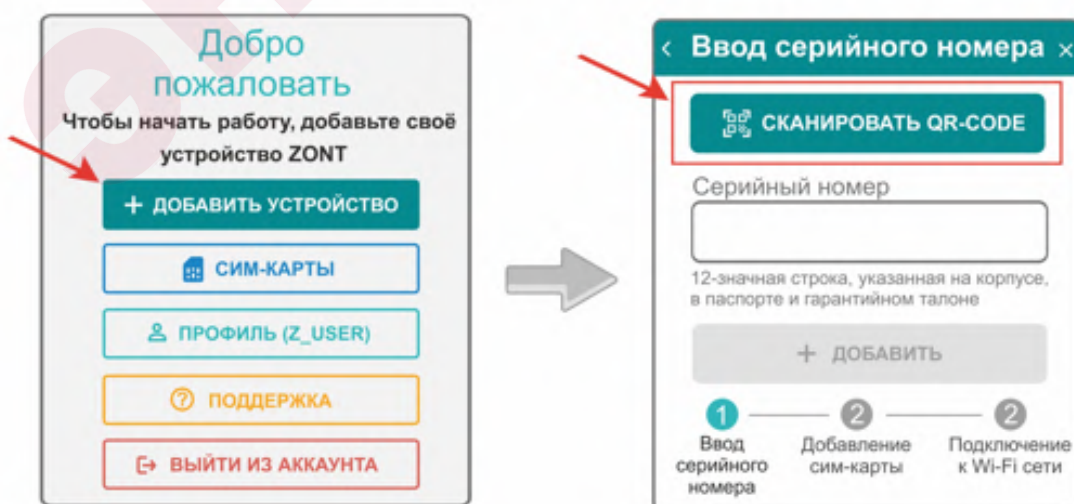 Добро
пожаловать
Чтобы начать работу, добавьте своё
устройство ZONT
+ ДОБАВИТЬ УСТРОЙСТВО
СИМ-КАРТЫ
ПРОФИЛЬ (Z_USER)
ПОДДЕРЖКА
ВЫЙТИ ИЗ АККАУНТА
Ввод серийного номера ×
СКАНИРОВАТЬ QR-CODE
Серийный номер
12-значная строка, указанная на корпусе,
в паспорте и гарантийном талоне
+ ДОБАВИТЬ
1
Ввод
серийного
номера
2
Добавление
сим-карты
2
Подключение
к Wi-Fi сети